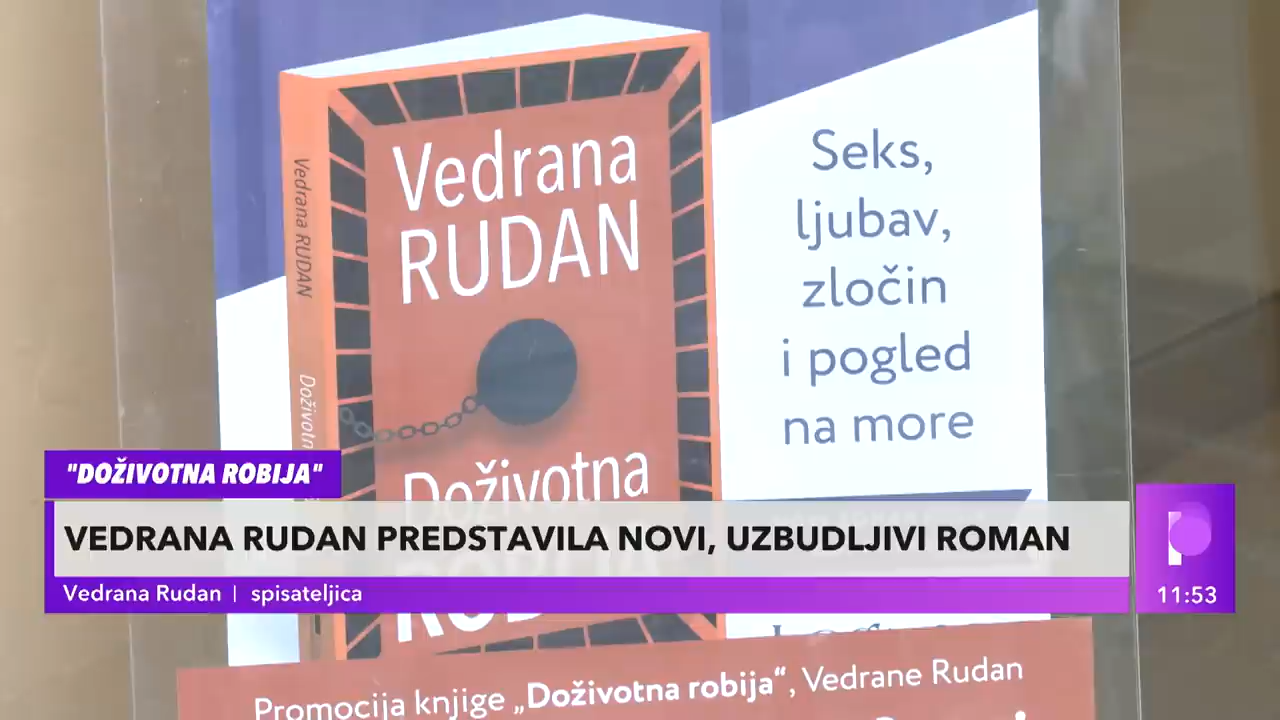 Vedrana
RUDAN
Vedrana RUDAN
Doživotna
Seks,
ljubav,
zločin
i pogled
na more
"DOŽIVOTNA ROBIJA"
VEDRANA RUDAN PREDSTAVILA NOVI, UZBUDLJIVI ROMAN
Vedrana Rudan | spisateljica
11:53
Promocija knjige „Doživotna robija“, Vedrane Rudan